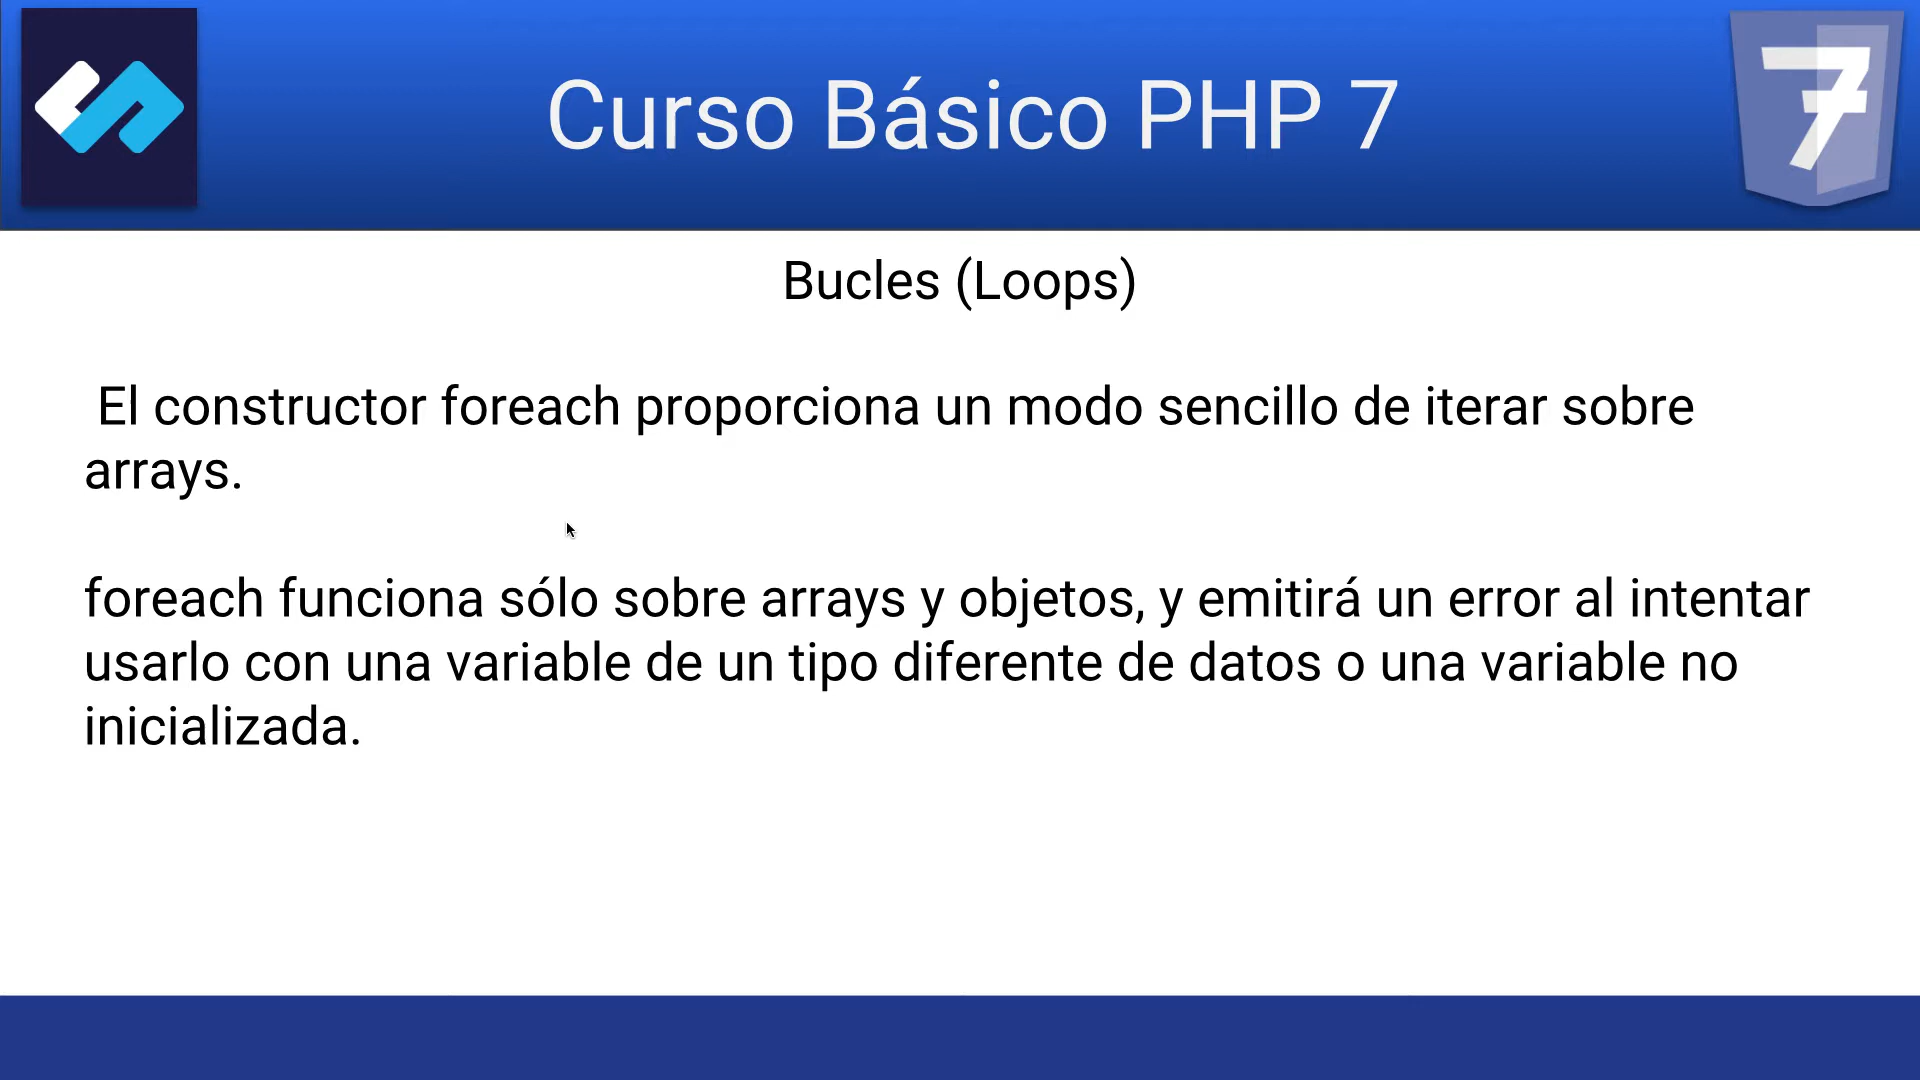 Curso Básico PHP 7
7
Bucles (Loops)
El constructor foreach proporciona un modo sencillo de iterar sobre
arrays.
foreach funciona sólo sobre arrays y objetos, y emitirá un error al intentar
usarlo con una variable de un tipo diferente de datos o una variable no
inicializada.